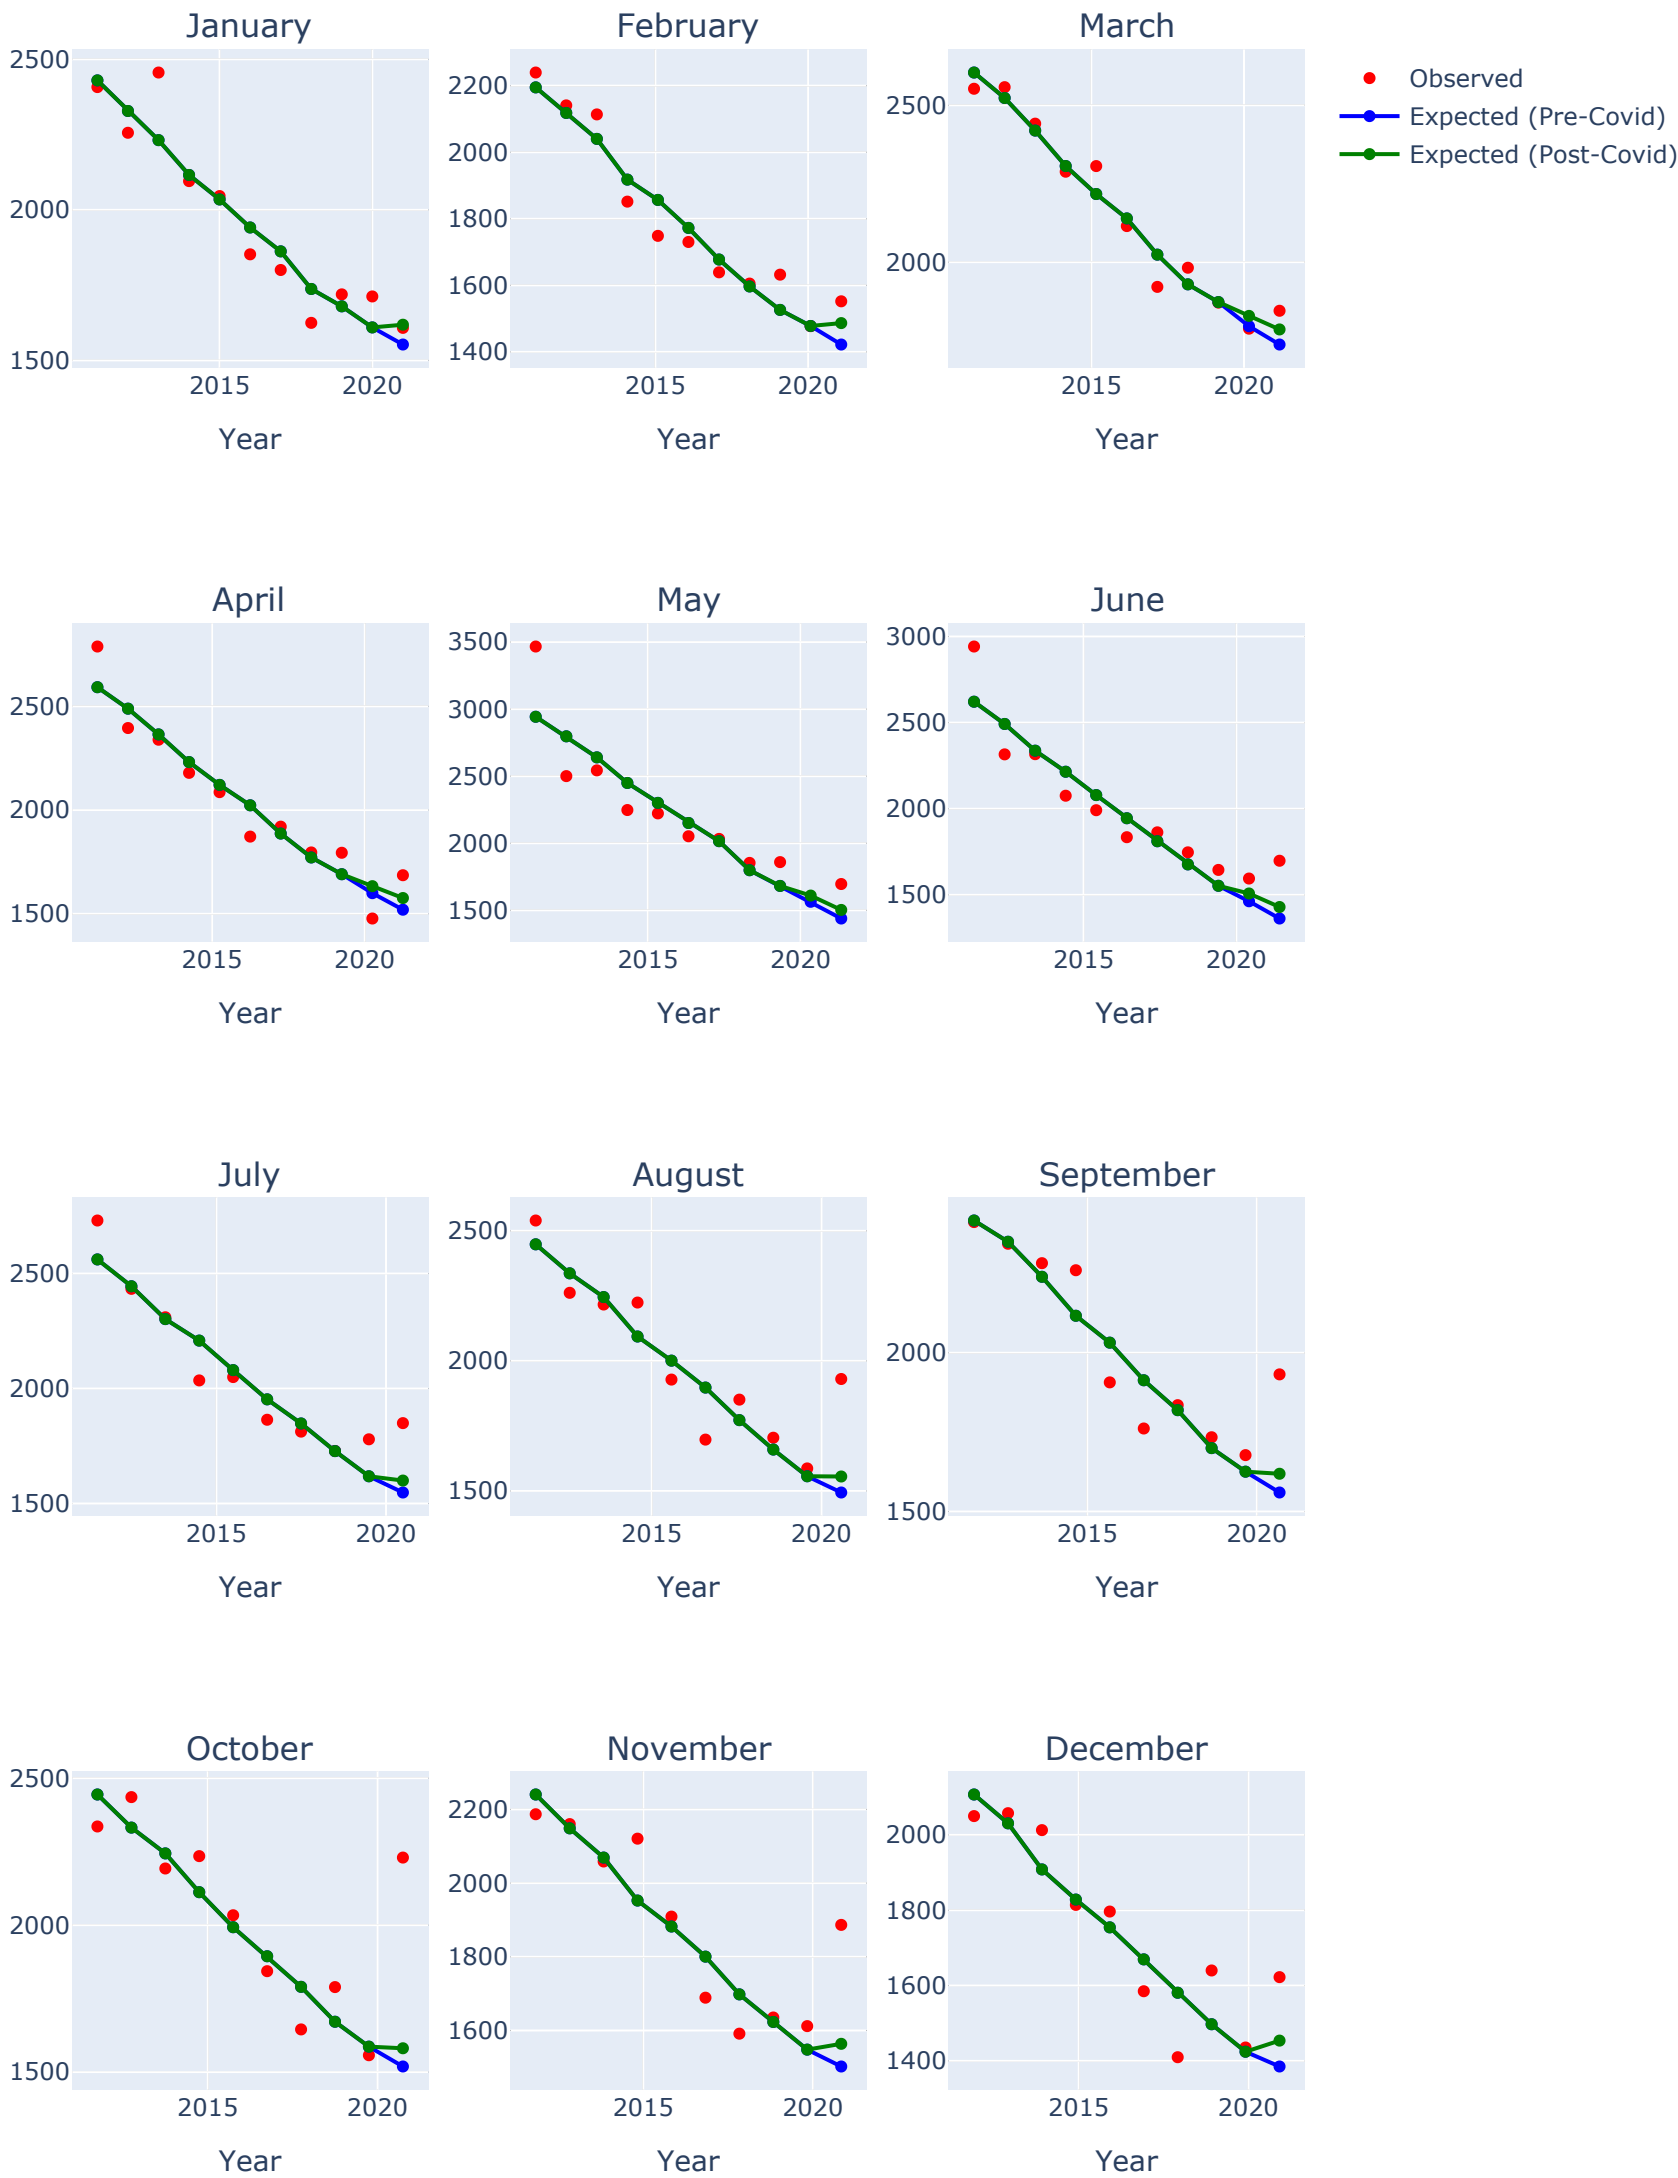 January
February
March
Observed
Expected (Pre-Covid)
Expected (Post-Covid)
2500
2000
1500
2015
2020
Year
2200
2000
1800
1600
1400
2015
2020
Year
2500
2000
2015
2020
Year
April
May
June
2500
2000
1500
2015
2020
Year
3500
3000
2500
2000
1500
2015
2020
Year
3000
2500
2000
1500
2015
2020
Year
July
August
September
2500
2000
1500
2015
2020
Year
2500
2000
1500
2015
2020
Year
2000
1500
2015
2020
Year
October
November
December
2500
2000
1500
2015
2020
Year
2200
2000
1800
1600
2015
2020
Year
2000
1800
1600
1400
2015
2020
Year